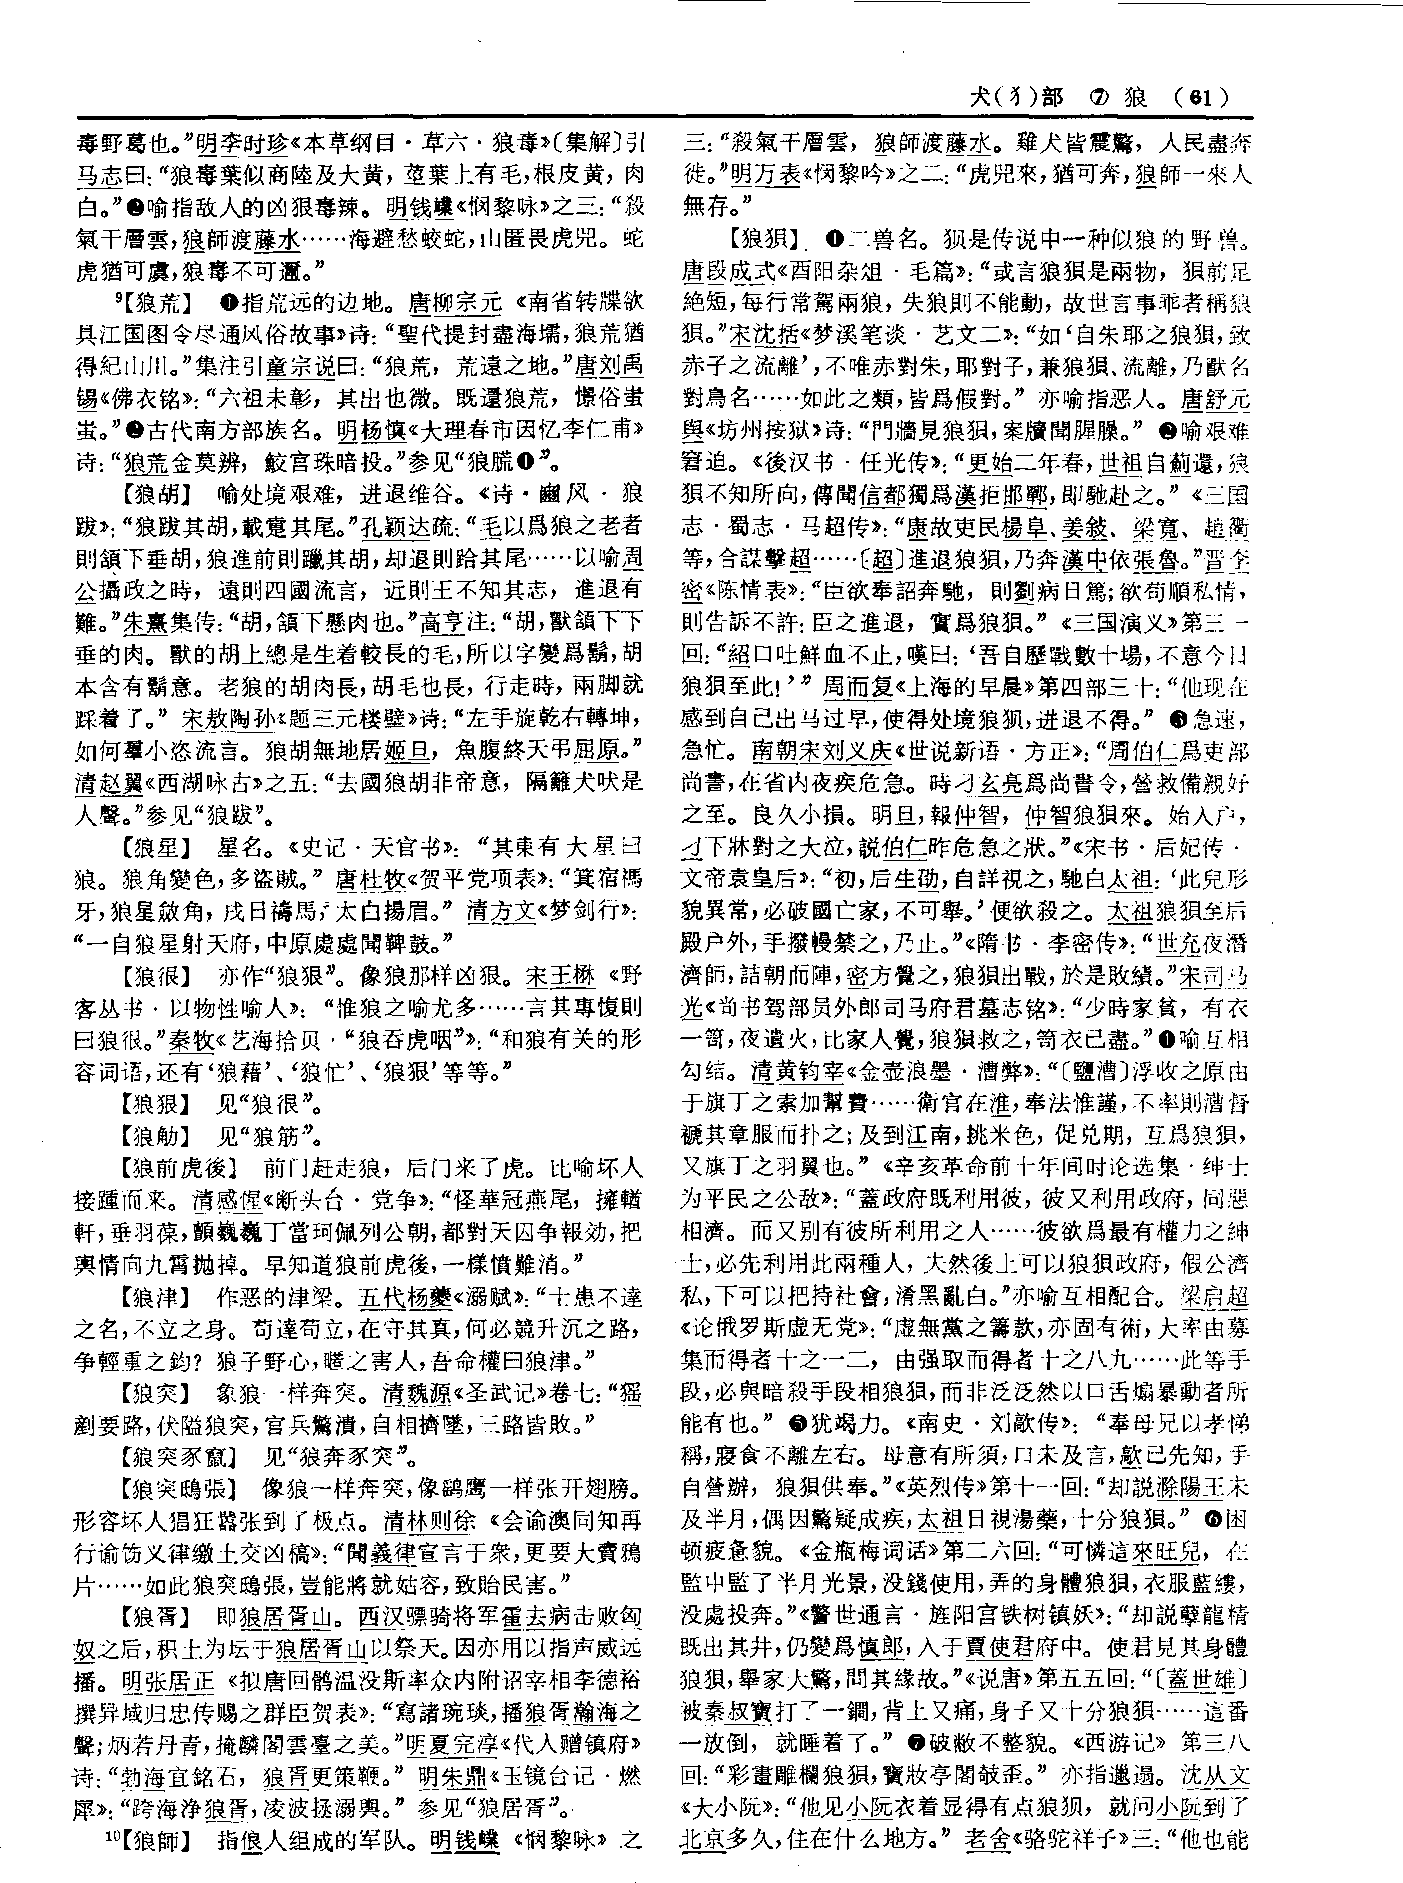 犬(犭)部 ⑦ 狼 (61)
毒野葛也。”明李时珍《本草纲目·草六·狼毒》〔集解〕引
马志曰：“狼毒葉似商陸及大黄，莖葉上有毛，根皮黄，肉
白。”❷喻指敌人的凶狠毒辣。明钱㠇《悯黎咏》之三：“殺
氣干層雲，狼師渡藤水……海避愁蛟蛇，山匿畏虎兕。蛇
虎猶可虞，狼毒不可邇。”
⁹【狼荒】 ❶指荒远的边地。唐柳宗元《南省转牒欲
具江国图令尽通风俗故事》诗：“聖代提封盡海壖，狼荒猶
得紀山川。”集注引童宗说曰：“狼荒，荒遠之地。”唐刘禹
锡《佛衣铭》：“六祖未彰，其出也微。既還狼荒，憬俗蚩
蚩。”❷古代南方部族名。明杨慎《大理春市因忆李仁甫》
诗：“狼荒金莫辨，鮫宫珠暗投。”参见“狼䐠❶”。
【狼胡】 喻处境艰难，进退维谷。《诗·豳风·狼
跋》：“狼跋其胡，載疐其尾。”孔颖达疏：“毛以爲狼之老者
則頷下垂胡，狼進前則躐其胡，却退則跲其尾……以喻周
公攝政之時，遠則四國流言，近則王不知其志，進退有
難。”朱熹集传：“胡，頷下懸肉也。”高亨注：“胡，獸頷下下
垂的肉。獸的胡上總是生着較長的毛，所以字變爲鬍，胡
本含有鬍意。老狼的胡肉長，胡毛也長，行走時，兩脚就
踩着了。”宋敖陶孙《题三元楼壁》诗：“左手旋乾右轉坤，
如何羣小恣流言。狼胡無地居姬旦，魚腹終天弔屈原。”
清赵翼《西湖咏古》之五：“去國狼胡非帝意，隔籬犬吠是
人聲。”参见“狼跋”。
【狼星】 星名。《史记·天官书》：“其東有大星曰
狼。狼角變色，多盜賊。”唐杜牧《贺平党项表》：“箕宿禡
牙，狼星斂角，戌日禱馬，太白揚眉。”清方文《梦剑行》：
“一自狼星射天府，中原處處聞鞞鼓。”
【狼很】 亦作“狼狠”。像狼那样凶狠。宋王楙《野
客丛书·以物性喻人》：“惟狼之喻尤多……言其專愎則
曰狼很。”秦牧《艺海拾贝·“狼吞虎咽”》：“和狼有关的形
容词语，还有‘狼藉’、‘狼忙’、‘狼狠’等等。”
【狼狠】 见“狼很”。
【狼觔】 见“狼筋”。
【狼前虎後】 前门赶走狼，后门来了虎。比喻坏人
接踵而来。清感惺《断头台·党争》：“怪華冠燕尾，擁輶
軒，垂羽葆，顫巍巍丁當珂佩列公朝，都對天囚争報効，把
輿情向九霄抛掉。早知道狼前虎後，一樣憤難消。”
【狼津】 作恶的津梁。五代杨夔《溺赋》：“士患不達
之名，不立之身。苟達苟立，在守其真，何必競升沉之路，
争輕重之鈞？狼子野心，暱之害人，吾命權曰狼津。”
【狼突】 象狼一样奔突。清魏源《圣武记》卷七：“猺
剷要路，伏隘狼突，官兵驚潰，自相擠墜，三路皆敗。”
【狼突豕竄】 见“狼奔豕突”。
【狼突鴟張】 像狼一样奔突，像鹞鹰一样张开翅膀。
形容坏人猖狂嚣张到了极点。清林则徐《会谕澳同知再
行谕饬义律缴土交凶稿》：“聞義律宣言于衆，更要大賣鴉
片……如此狼突鴟張，豈能將就姑容，致貽民害。”
【狼胥】 即狼居胥山。西汉骠骑将军霍去病击败匈
奴之后，积土为坛于狼居胥山以祭天。因亦用以指声威远
播。明张居正《拟唐回鹘温没斯率众内附诏宰相李德裕
撰异域归忠传赐之群臣贺表》：“寫諸琬琰，播狼胥瀚海之
聲；炳若丹青，掩麟閣雲臺之美。”明夏完淳《代人赠镇府》
诗：“勃海宜銘石，狼胥更策鞭。”明朱鼎《玉镜台记·燃
犀》：“跨海净狼胥，凌波拯溺輿。”参见“狼居胥”。
¹⁰【狼師】 指俍人组成的军队。明钱㠇《悯黎咏》之
三：“殺氣干層雲，狼師渡藤水。雞犬皆震驚，人民盡奔
徙。”明万表《悯黎吟》之二：“虎兕來，猶可奔，狼師一來人
無存。”
【狼狽】 ❶二兽名。狈是传说中一种似狼的野兽。
唐段成式《酉阳杂俎·毛篇》：“或言狼狽是兩物，狽前足
絶短，每行常駕兩狼，失狼則不能動，故世言事乖者稱狼
狽。”宋沈括《梦溪笔谈·艺文二》：“如‘自朱耶之狼狽，致
赤子之流離’，不唯赤對朱，耶對子，兼狼狽、流離，乃獸名
對鳥名……如此之類，皆爲假對。”亦喻指恶人。唐舒元
輿《坊州按狱》诗：“門牆見狼狽，案牘聞腥臊。”❷喻艰难
窘迫。《後汉书·任光传》：“更始二年春，世祖自薊還，狼
狽不知所向，傳聞信都獨爲漢拒邯鄲，即馳赴之。”《三国
志·蜀志·马超传》：“康故吏民楊阜、姜敍、梁寬、趙衢
等，合謀擊超……〔超〕進退狼狽，乃奔漢中依張魯。”晋李
密《陈情表》：“臣欲奉詔奔馳，則劉病日篤；欲苟順私情，
則告訴不許：臣之進退，實爲狼狽。”《三国演义》第三一
回：“紹口吐鮮血不止，嘆曰：‘吾自歷戰數十場，不意今日
狼狽至此！’”周而复《上海的早晨》第四部三十：“他现在
感到自己出马过早，使得处境狼狈，进退不得。”❸急速，
急忙。南朝宋刘义庆《世说新语·方正》：“周伯仁爲吏部
尚書，在省内夜疾危急。時刁玄亮爲尚書令，營救備親好
之至。良久小損。明旦，報仲智，仲智狼狽來。始入户，
刁下牀對之大泣，説伯仁昨危急之狀。”《宋书·后妃传·
文帝袁皇后》：“初，后生劭，自詳視之，馳白太祖：‘此兒形
貌異常，必破國亡家，不可舉。’便欲殺之。太祖狼狽至后
殿户外，手撥幔禁之，乃止。”《隋书·李密传》：“世充夜潛
濟師，詰朝而陣，密方覺之，狼狽出戰，於是敗績。”宋司马
光《尚书驾部员外郎司马府君墓志铭》：“少時家貧，有衣
一笥，夜遺火，比家人覺，狼狽救之，笥衣已盡。”❹喻互相
勾结。清黄钧宰《金壶浪墨·漕弊》：“〔鹽漕〕浮收之原由
于旗丁之索加幫費……衛官在淮，奉法惟謹，不率則漕督
褫其章服而扑之；及到江南，挑米色，促兑期，互爲狼狽，
又旗丁之羽翼也。”《辛亥革命前十年间时论选集·绅士
为平民之公敌》：“蓋政府既利用彼，彼又利用政府，同惡
相濟。而又别有彼所利用之人……彼欲爲最有權力之紳
士，必先利用此兩種人，夫然後上可以狼狽政府，假公濟
私，下可以把持社會，淆黑亂白。”亦喻互相配合。梁启超
《论俄罗斯虚无党》：“虚無黨之籌款，亦固有術，大率由募
集而得者十之一二，由强取而得者十之八九……此等手
段，必與暗殺手段相狼狽，而非泛泛然以口舌煽暴動者所
能有也。”❺犹竭力。《南史·刘歊传》：“奉母兄以孝悌
稱，寢食不離左右。母意有所須，口未及言，歊已先知，手
自營辦，狼狽供奉。”《英烈传》第十一回：“却説滁陽王未
及半月，偶因驚疑成疾，太祖日視湯藥，十分狼狽。”❻困
顿疲惫貌。《金瓶梅词话》第二六回：“可憐這來旺兒，在
監中監了半月光景，没錢使用，弄的身體狼狽，衣服藍縷，
没處投奔。”《警世通言·旌阳宫铁树镇妖》：“却説孽龍精
既出其井，仍變爲慎郎，入于賈使君府中。使君見其身體
狼狽，舉家大驚，問其緣故。”《说唐》第五五回：“〔蓋世雄〕
被秦叔寶打了一鐧，背上又痛，身子又十分狼狽……這番
一放倒，就睡着了。”❼破敝不整貌。《西游记》第三八
回：“彩畫雕欄狼狽，寶妝亭閣攲歪。”亦指邋遢。沈从文
《大小阮》：“他见小阮衣着显得有点狼狈，就问小阮到了
北京多久，住在什么地方。”老舍《骆驼祥子》三：“他也能